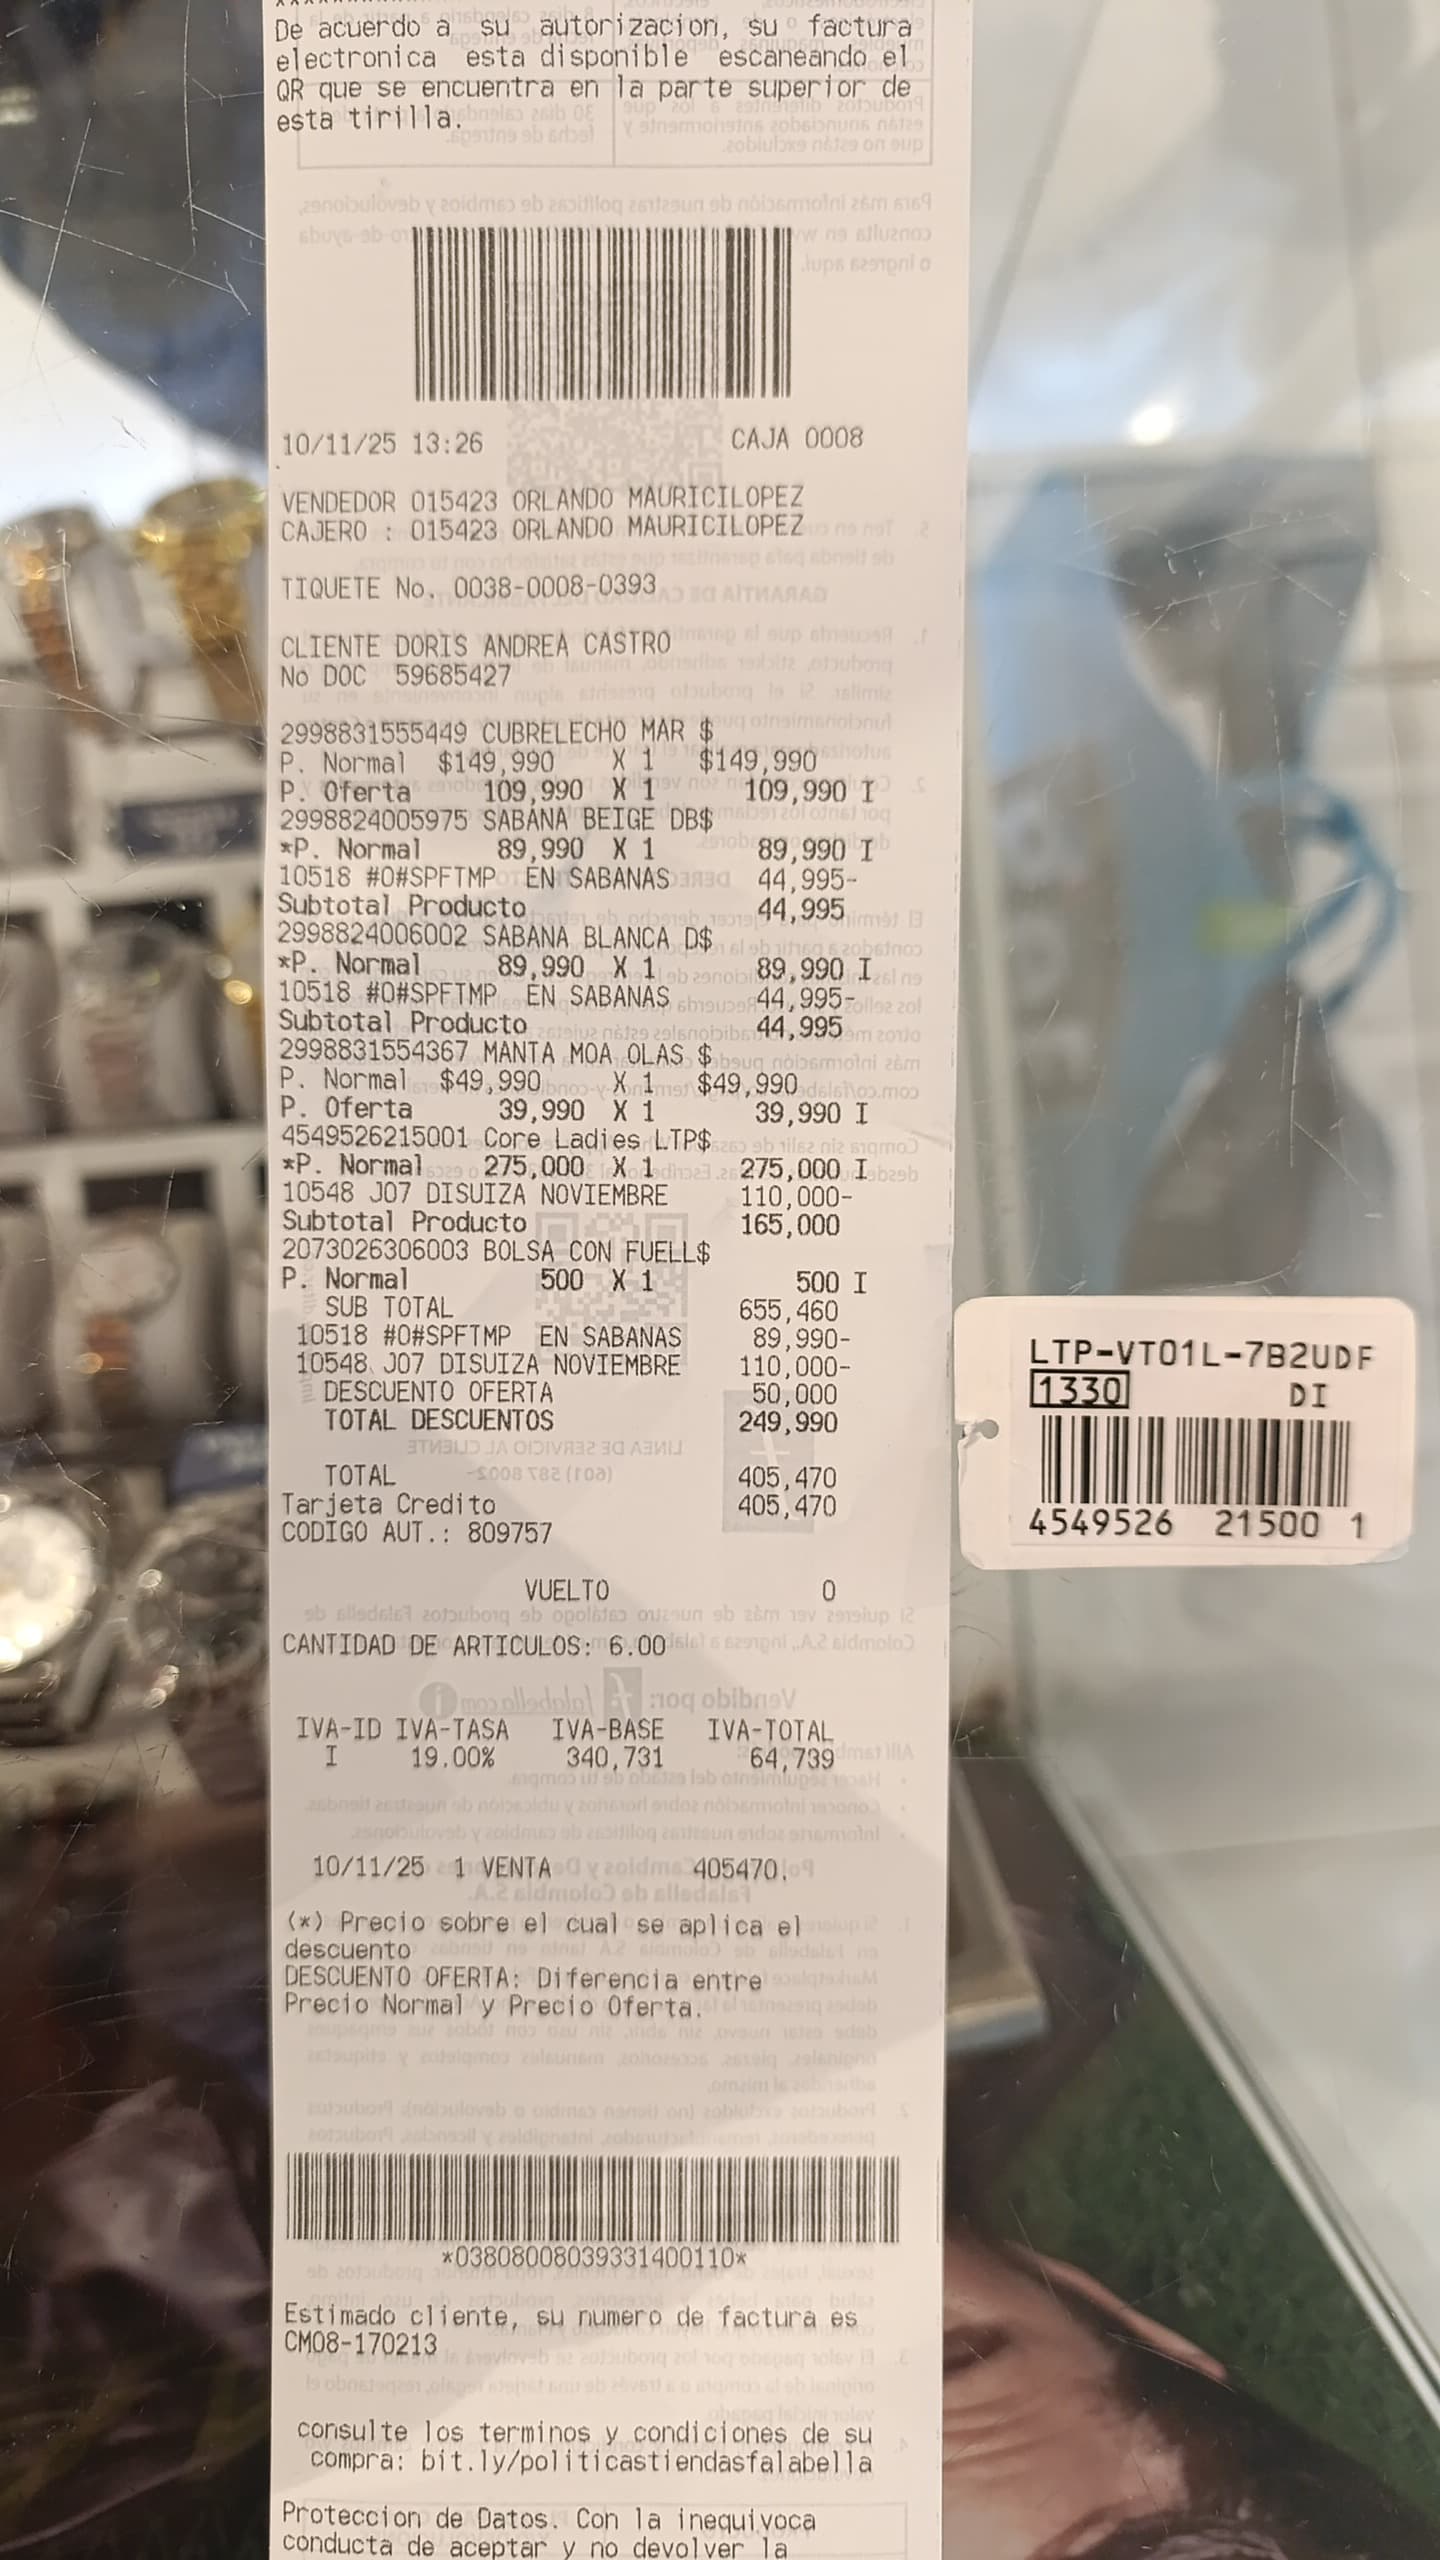 De acuerdo a su autorizacion, su factura
electronica esta disponible escaneando el
QR que se encuentra en la parte superior de
esta tirilla.
10/11/25 13:26 CAJA 0008
VENDEDOR 015423 ORLANDO MAURICILOPEZ
CAJERO : 015423 ORLANDO MAURICILOPEZ
TIQUETE No. 0038-0008-0393
CLIENTE DORIS ANDREA CASTRO
No DOC 59685427
2998831555449 CUBRELECHO MAR $
P. Normal $149,990 X 1 $149,990
P. Oferta 109,990 X 1 109,990 I
2998824005975 SABANA BEIGE DB$
*P. Normal 89,990 X 1 89,990 I
10518 #0#SPFTMP EN SABANAS 44,995-
Subtotal Producto 44,995
2998824006002 SABANA BLANCA D$
*P. Normal 89,990 X 1 89,990 I
10518 #0#SPFTMP EN SABANAS 44,995-
Subtotal Producto 44,995
2998831554367 MANTA MOA OLAS $
P. Normal $49,990 X 1 $49,990
P. Oferta 39,990 X 1 39,990 I
4549526215001 Core Ladies LTP$
*P. Normal 275,000 X 1 275,000 I
10548 J07 DISUIZA NOVIEMBRE 110,000-
Subtotal Producto 165,000
2073026306003 BOLSA CON FUELL$
P. Normal 500 X 1 500 I
SUB TOTAL 655,460
10518 #0#SPFTMP EN SABANAS 89,990-
10548 J07 DISUIZA NOVIEMBRE 110,000-
DESCUENTO OFERTA 50,000
TOTAL DESCUENTOS 249,990
TOTAL 405,470
Tarjeta Credito 405,470
CODIGO AUT.: 809757
VUELTO 0
CANTIDAD DE ARTICULOS: 6.00
IVA-ID IVA-TASA IVA-BASE IVA-TOTAL
I 19.00% 340,731 64,739
10/11/25 1 VENTA 405470.
(*) Precio sobre el cual se aplica el
descuento
DESCUENTO OFERTA: Diferencia entre
Precio Normal y Precio Oferta.
*03808008039331400110*
Estimado cliente, su numero de factura es
CM08-170213
consulte los terminos y condiciones de su
compra: bit.ly/politicastiendasfalabella
Proteccion de Datos. Con la inequivoca
conducta de aceptar y no devolver la
LTP-VT01L-7B2UDF
1330 DI
4549526 21500 1